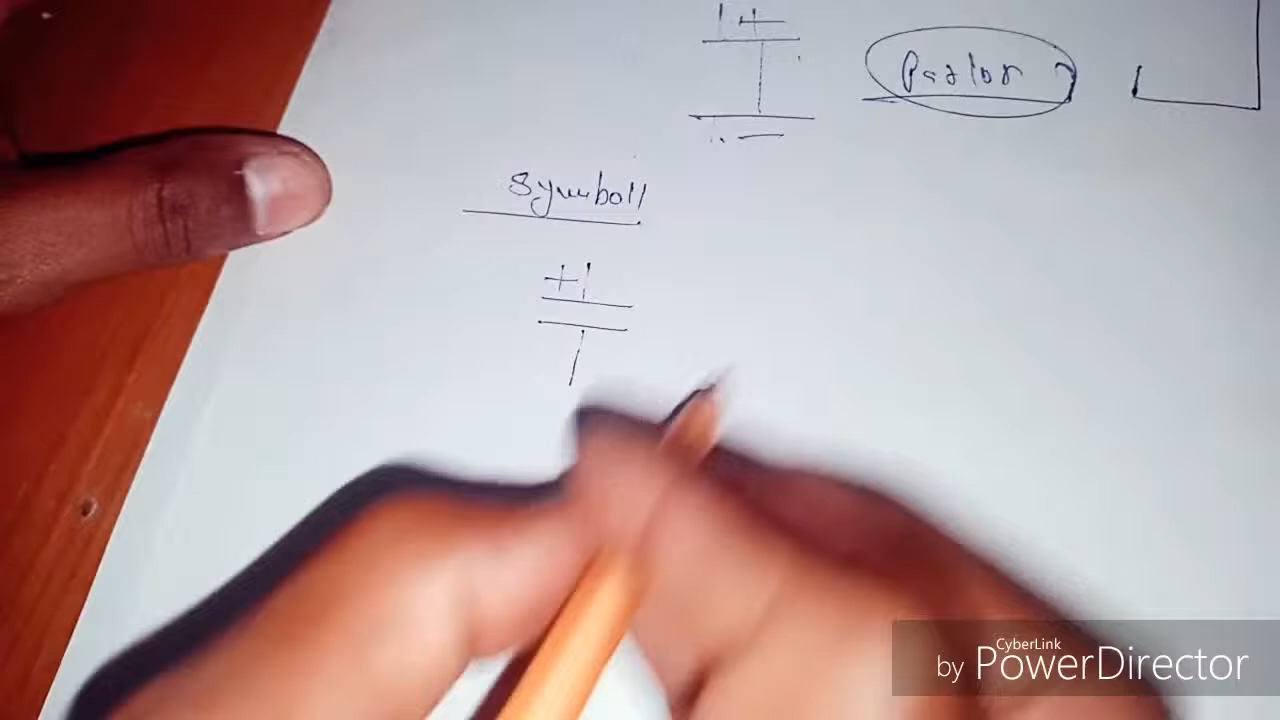 +
-
Symboll
+
CyberLink
by PowerDirector